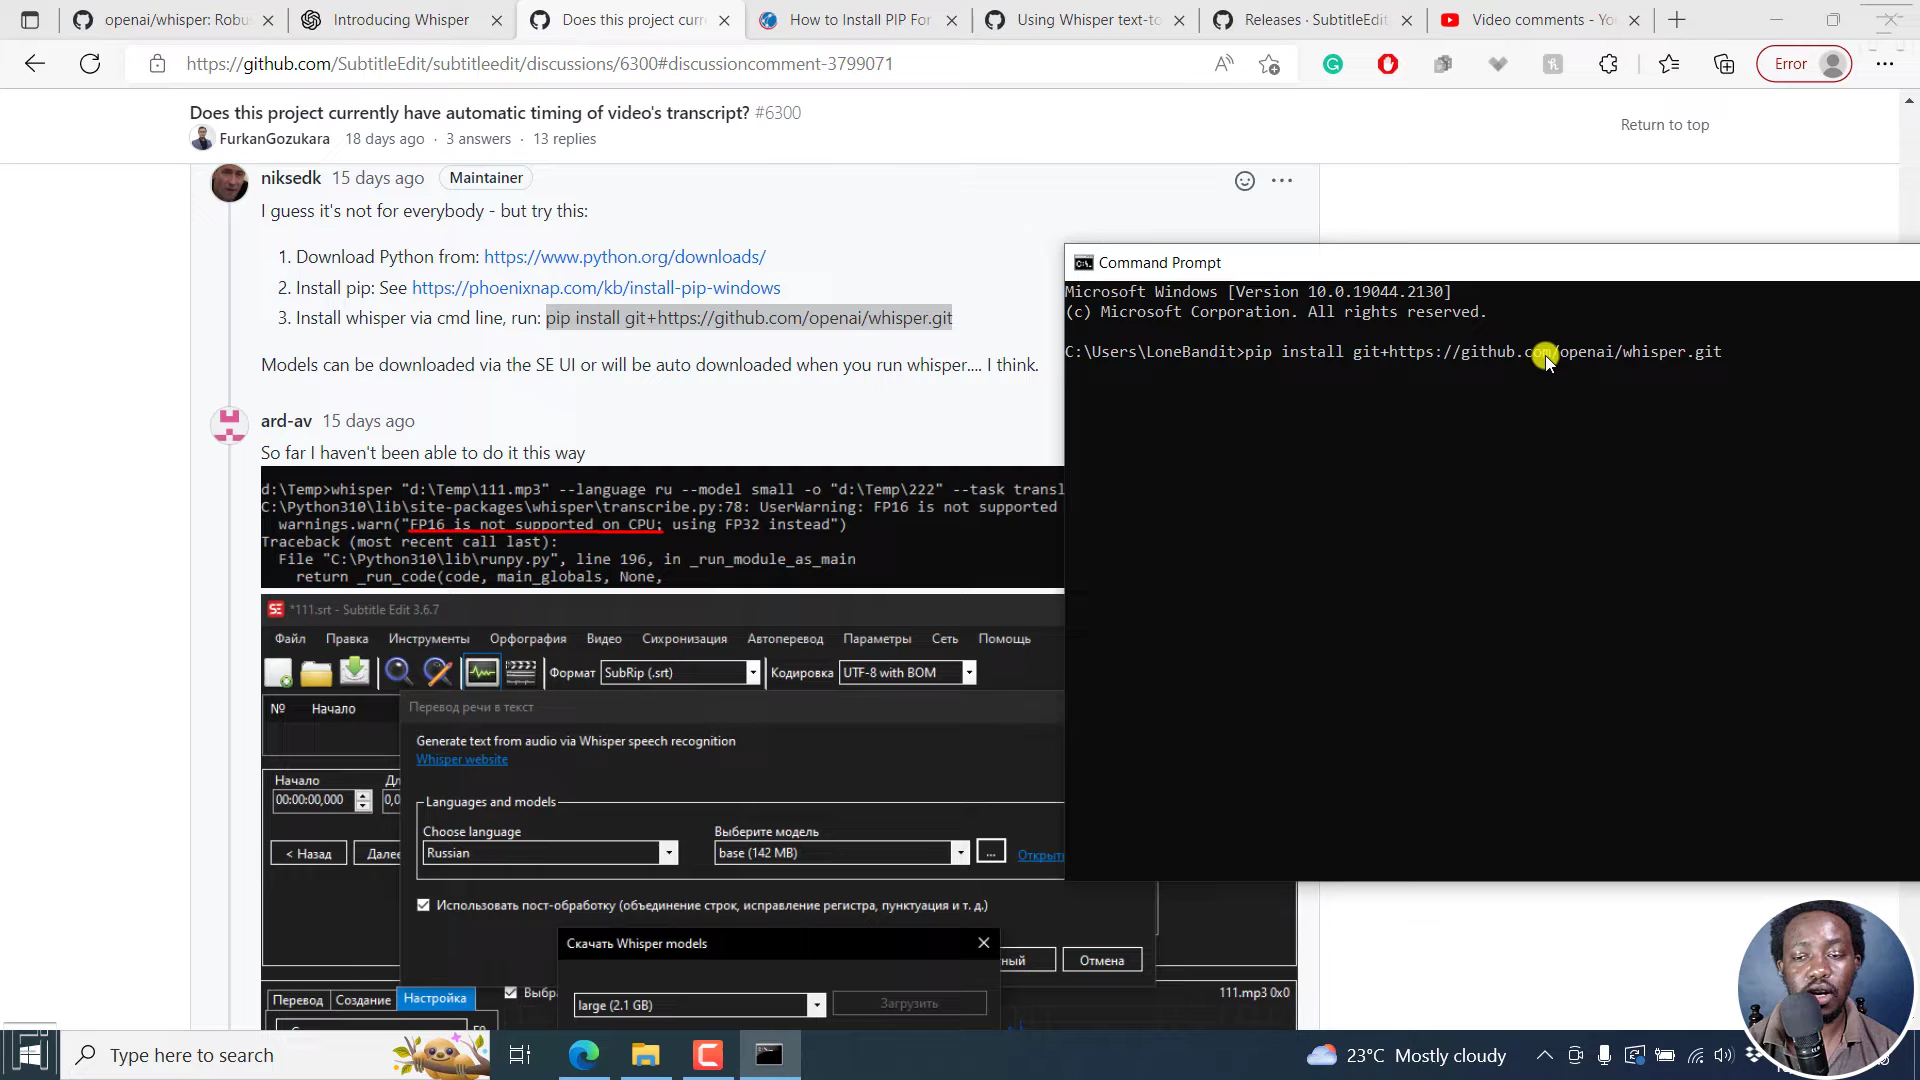 openai/whisper: Robus
Introducing Whisper
Does this project curre
How to Install PIP For
Using Whisper text-to
Releases · SubtitleEdit
Video comments - You
https://github.com/SubtitleEdit/subtitleedit/discussions/6300#discussioncomment-3799071
Error
Does this project currently have automatic timing of video's transcript? #6300
FurkanGozukara 18 days ago · 3 answers · 13 replies
Return to top
niksedk 15 days ago Maintainer
I guess it's not for everybody - but try this:
1. Download Python from: https://www.python.org/downloads/
2. Install pip: See https://phoenixnap.com/kb/install-pip-windows
3. Install whisper via cmd line, run: pip install git+https://github.com/openai/whisper.git
Models can be downloaded via the SE UI or will be auto downloaded when you run whisper.... I think.
Command Prompt
Microsoft Windows [Version 10.0.19044.2130]
(c) Microsoft Corporation. All rights reserved.
C:\Users\LoneBandit>pip install git+https://github.com/openai/whisper.git
ard-av 15 days ago
So far I haven't been able to do it this way
d:\Temp>whisper "d:\Temp\111.mp3" --language ru --model small -o "d:\Temp\222" --task transl
C:\Python310\lib\site-packages\whisper\transcribe.py:78: UserWarning: FP16 is not supported
warnings.warn("FP16 is not supported on CPU; using FP32 instead")
Traceback (most recent call last):
File "C:\Python310\lib\runpy.py", line 196, in _run_module_as_main
return _run_code(code, main_globals, None,
SE *111.srt - Subtitle Edit 3.6.7
Файл Правка Инструменты Орфография Видео Сихронизация Автоперевод Параметры Сеть Помощь
Формат SubRip (.srt) Кодировка UTF-8 with BOM
№ Начало
Перевод речи в текст
Generate text from audio via Whisper speech recognition
Whisper website
Начало
00:00:00,000
Languages and models
Choose language
Выберите модель
Russian
base (142 MB)
...
Открыть
< Назад
Далее
Использовать пост-обработку (объединение строк, исправление регистра, пунктуация и т. д.)
Скачать Whisper models
ный
Отмена
Перевод Создание Настройка
large (2.1 GB)
Загрузить
111.mp3 0x0
Type here to search
23°C Mostly cloudy